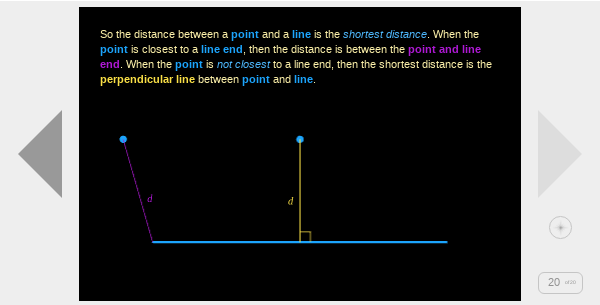 So the distance between a point and a line is the shortest distance. When the
point is closest to a line end, then the distance is between the point and line
end. When the point is not closest to a line end, then the shortest distance is the
perpendicular line between point and line.
d
d
20